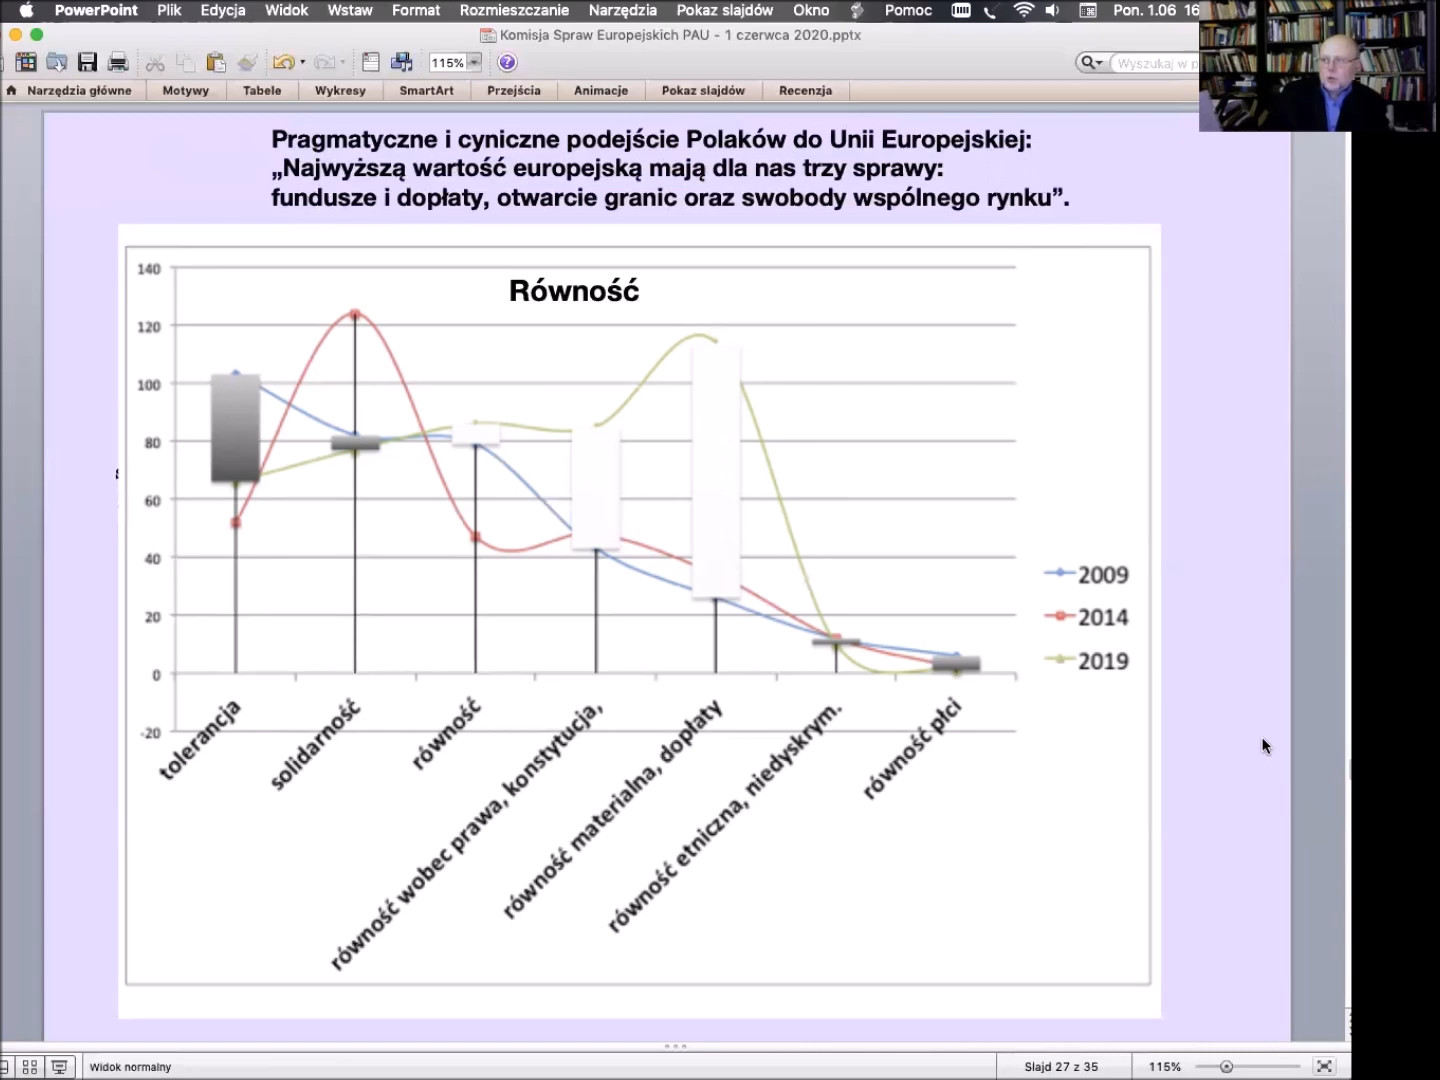 PowerPoint Plik Edycja Widok Wstaw Format Rozmieszczanie Narzędzia Pokaz slajdów Okno Pomoc Pon. 1.06 16
Komisja Spraw Europejskich PAU - 1 czerwca 2020.pptx
115% Wyszukaj w p
Narzędzia główne Motywy Tabele Wykresy SmartArt Przejścia Animacje Pokaz slajdów Recenzja
Pragmatyczne i cyniczne podejście Polaków do Unii Europejskiej:
„Najwyższą wartość europejską mają dla nas trzy sprawy:
fundusze i dopłaty, otwarcie granic oraz swobody wspólnego rynku”.
Równość
140
120
100
80
60
40
20
0
-20
tolerancja
solidarność
równość
równość wobec prawa, konstytucja,
równość materialna, dopłaty
równość etniczna, niedyskrym.
równość płci
2009
2014
2019
Widok normalny Slajd 27 z 35 115%